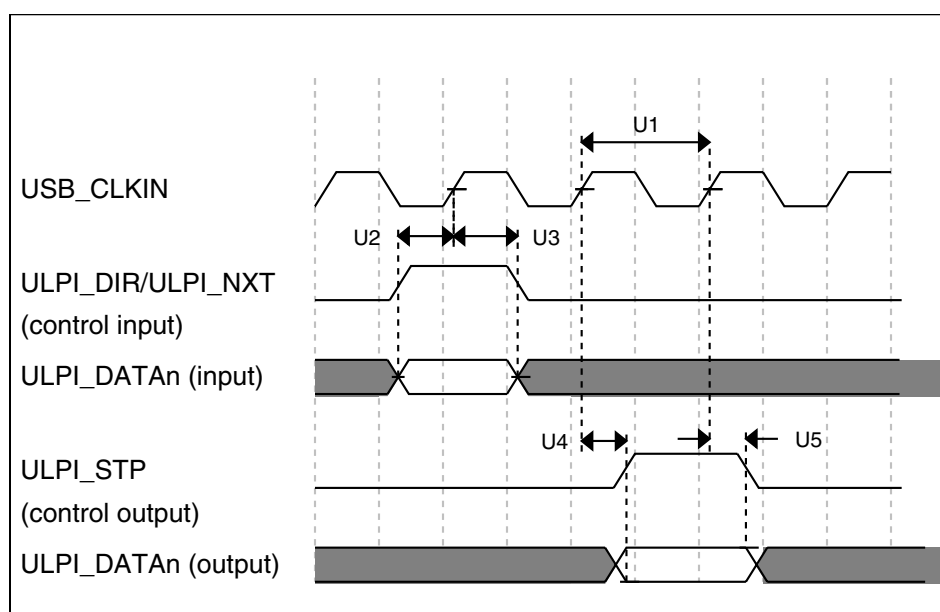 U1
USB_CLKIN
U2
U3
ULPI_DIR/ULPI_NXT
(control input)
ULPI_DATAn (input)
U4
U5
ULPI_STP
(control output)
ULPI_DATAn (output)